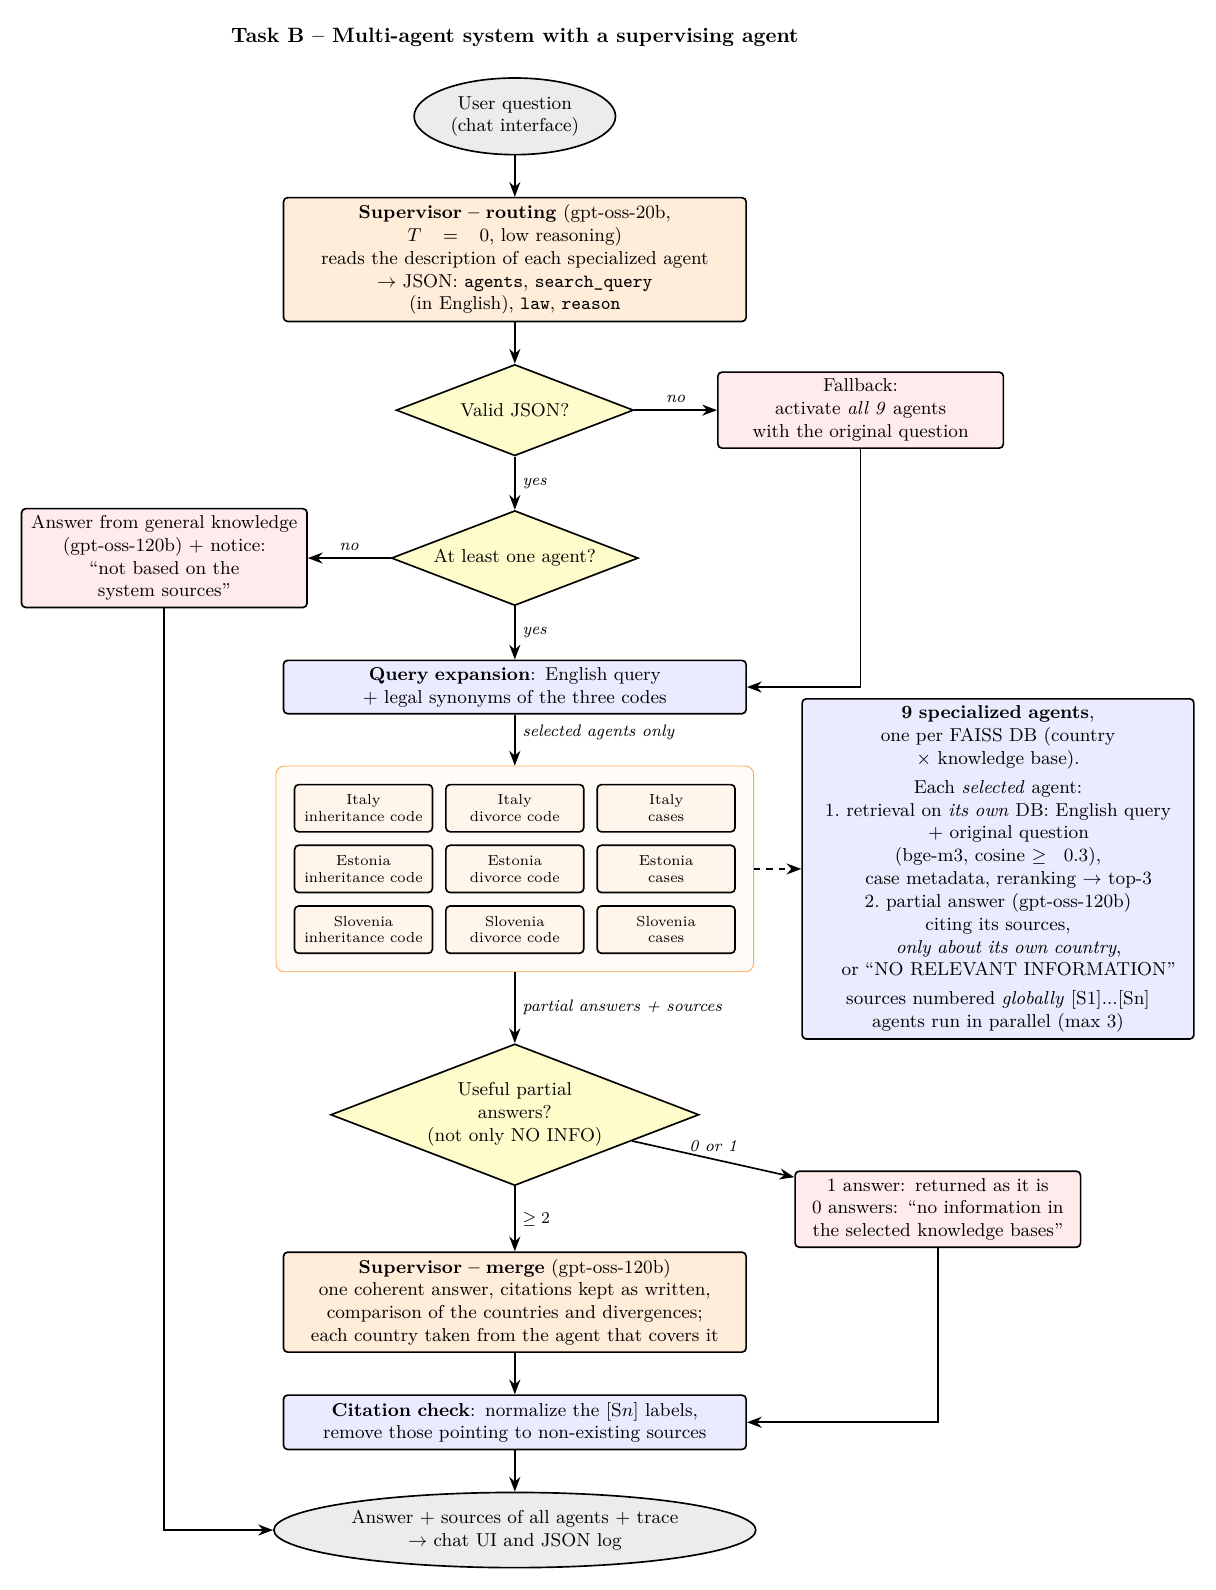 Task B – Multi-agent system with a supervising agent
User question
(chat interface)
Supervisor – routing (gpt-oss-20b,
T = 0, low reasoning)
reads the description of each specialized agent
→ JSON: agents, search_query
(in English), law, reason
Valid JSON?
no
Fallback:
activate all 9 agents
with the original question
yes
Answer from general knowledge
(gpt-oss-120b) + notice:
“not based on the
system sources”
no
At least one agent?
yes
Query expansion: English query
+ legal synonyms of the three codes
selected agents only
Italy
inheritance code
Italy
divorce code
Italy
cases
Estonia
inheritance code
Estonia
divorce code
Estonia
cases
Slovenia
inheritance code
Slovenia
divorce code
Slovenia
cases
9 specialized agents,
one per FAISS DB (country
× knowledge base).
Each selected agent:
1. retrieval on its own DB: English query
+ original question
(bge-m3, cosine ≥ 0.3),
case metadata, reranking → top-3
2. partial answer (gpt-oss-120b)
citing its sources,
only about its own country,
or “NO RELEVANT INFORMATION”
sources numbered globally [S1]...[Sn]
agents run in parallel (max 3)
partial answers + sources
Useful partial
answers?
(not only NO INFO)
0 or 1
1 answer: returned as it is
0 answers: “no information in
the selected knowledge bases”
≥ 2
Supervisor – merge (gpt-oss-120b)
one coherent answer, citations kept as written,
comparison of the countries and divergences;
each country taken from the agent that covers it
Citation check: normalize the [Sn] labels,
remove those pointing to non-existing sources
Answer + sources of all agents + trace
→ chat UI and JSON log